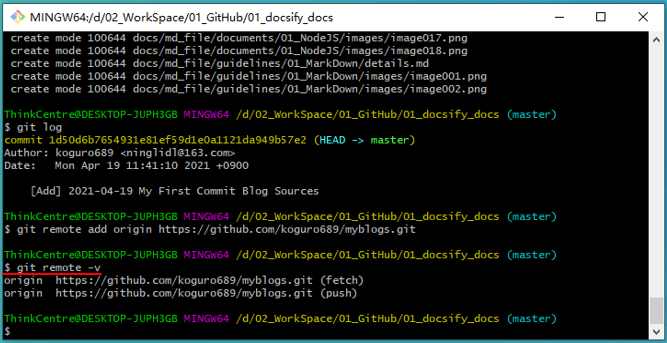 MINGW64:/d/02_WorkSpace/01_GitHub/01_docsify_docs
create mode 100644 docs/md_file/documents/01_NodeJS/images/image017.png
create mode 100644 docs/md_file/documents/01_NodeJS/images/image018.png
create mode 100644 docs/md_file/guidelines/01_MarkDown/details.md
create mode 100644 docs/md_file/guidelines/01_MarkDown/images/image001.png
create mode 100644 docs/md_file/guidelines/01_MarkDown/images/image002.png
ThinkCentre@DESKTOP-JUPH3GB MINGW64 /d/02_WorkSpace/01_GitHub/01_docsify_docs (master)
$ git log
commit 1d50d6b7654931e81ef59d1e0a1121da949b57e2 (HEAD -> master)
Author: koguro689 <ninglidl@163.com>
Date:   Mon Apr 19 11:41:10 2021 +0900
[Add] 2021-04-19 My First Commit Blog Sources
ThinkCentre@DESKTOP-JUPH3GB MINGW64 /d/02_WorkSpace/01_GitHub/01_docsify_docs (master)
$ git remote add origin https://github.com/koguro689/myblogs.git
ThinkCentre@DESKTOP-JUPH3GB MINGW64 /d/02_WorkSpace/01_GitHub/01_docsify_docs (master)
$ git remote -v
origin  https://github.com/koguro689/myblogs.git (fetch)
origin  https://github.com/koguro689/myblogs.git (push)
ThinkCentre@DESKTOP-JUPH3GB MINGW64 /d/02_WorkSpace/01_GitHub/01_docsify_docs (master)
$